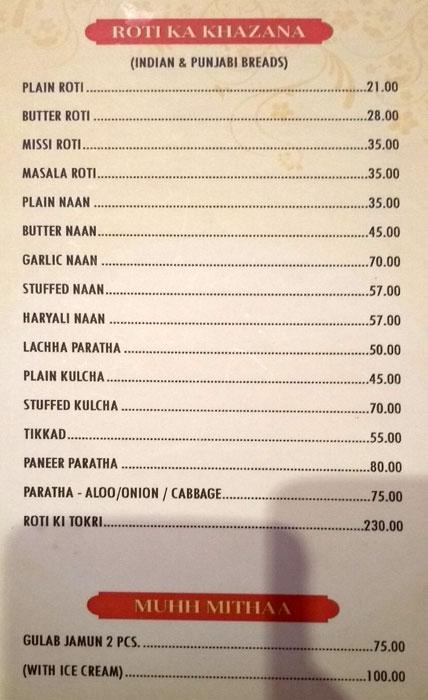 ROTI KA KHAZANA
(INDIAN & PUNJABI BREADS)
PLAIN ROTI ........ 21.00
BUTTER ROTI ........ 28.00
MISSI ROTI ........ 35.00
MASALA ROTI ........ 35.00
PLAIN NAAN ........ 35.00
BUTTER NAAN ........ 45.00
GARLIC NAAN ........ 70.00
STUFFED NAAN ........ 57.00
HARYALI NAAN ........ 57.00
LACHHA PARATHA ........ 50.00
PLAIN KULCHA ........ 45.00
STUFFED KULCHA ........ 70.00
TIKKAD ........ 55.00
PANEER PARATHA ........ 80.00
PARATHA - ALOO/ONION / CABBAGE ........ 75.00
ROTI KI TOKRI ........ 230.00
MUHH MITHAA
GULAB JAMUN 2 PCS. ........ 75.00
(WITH ICE CREAM) ........ 100.00